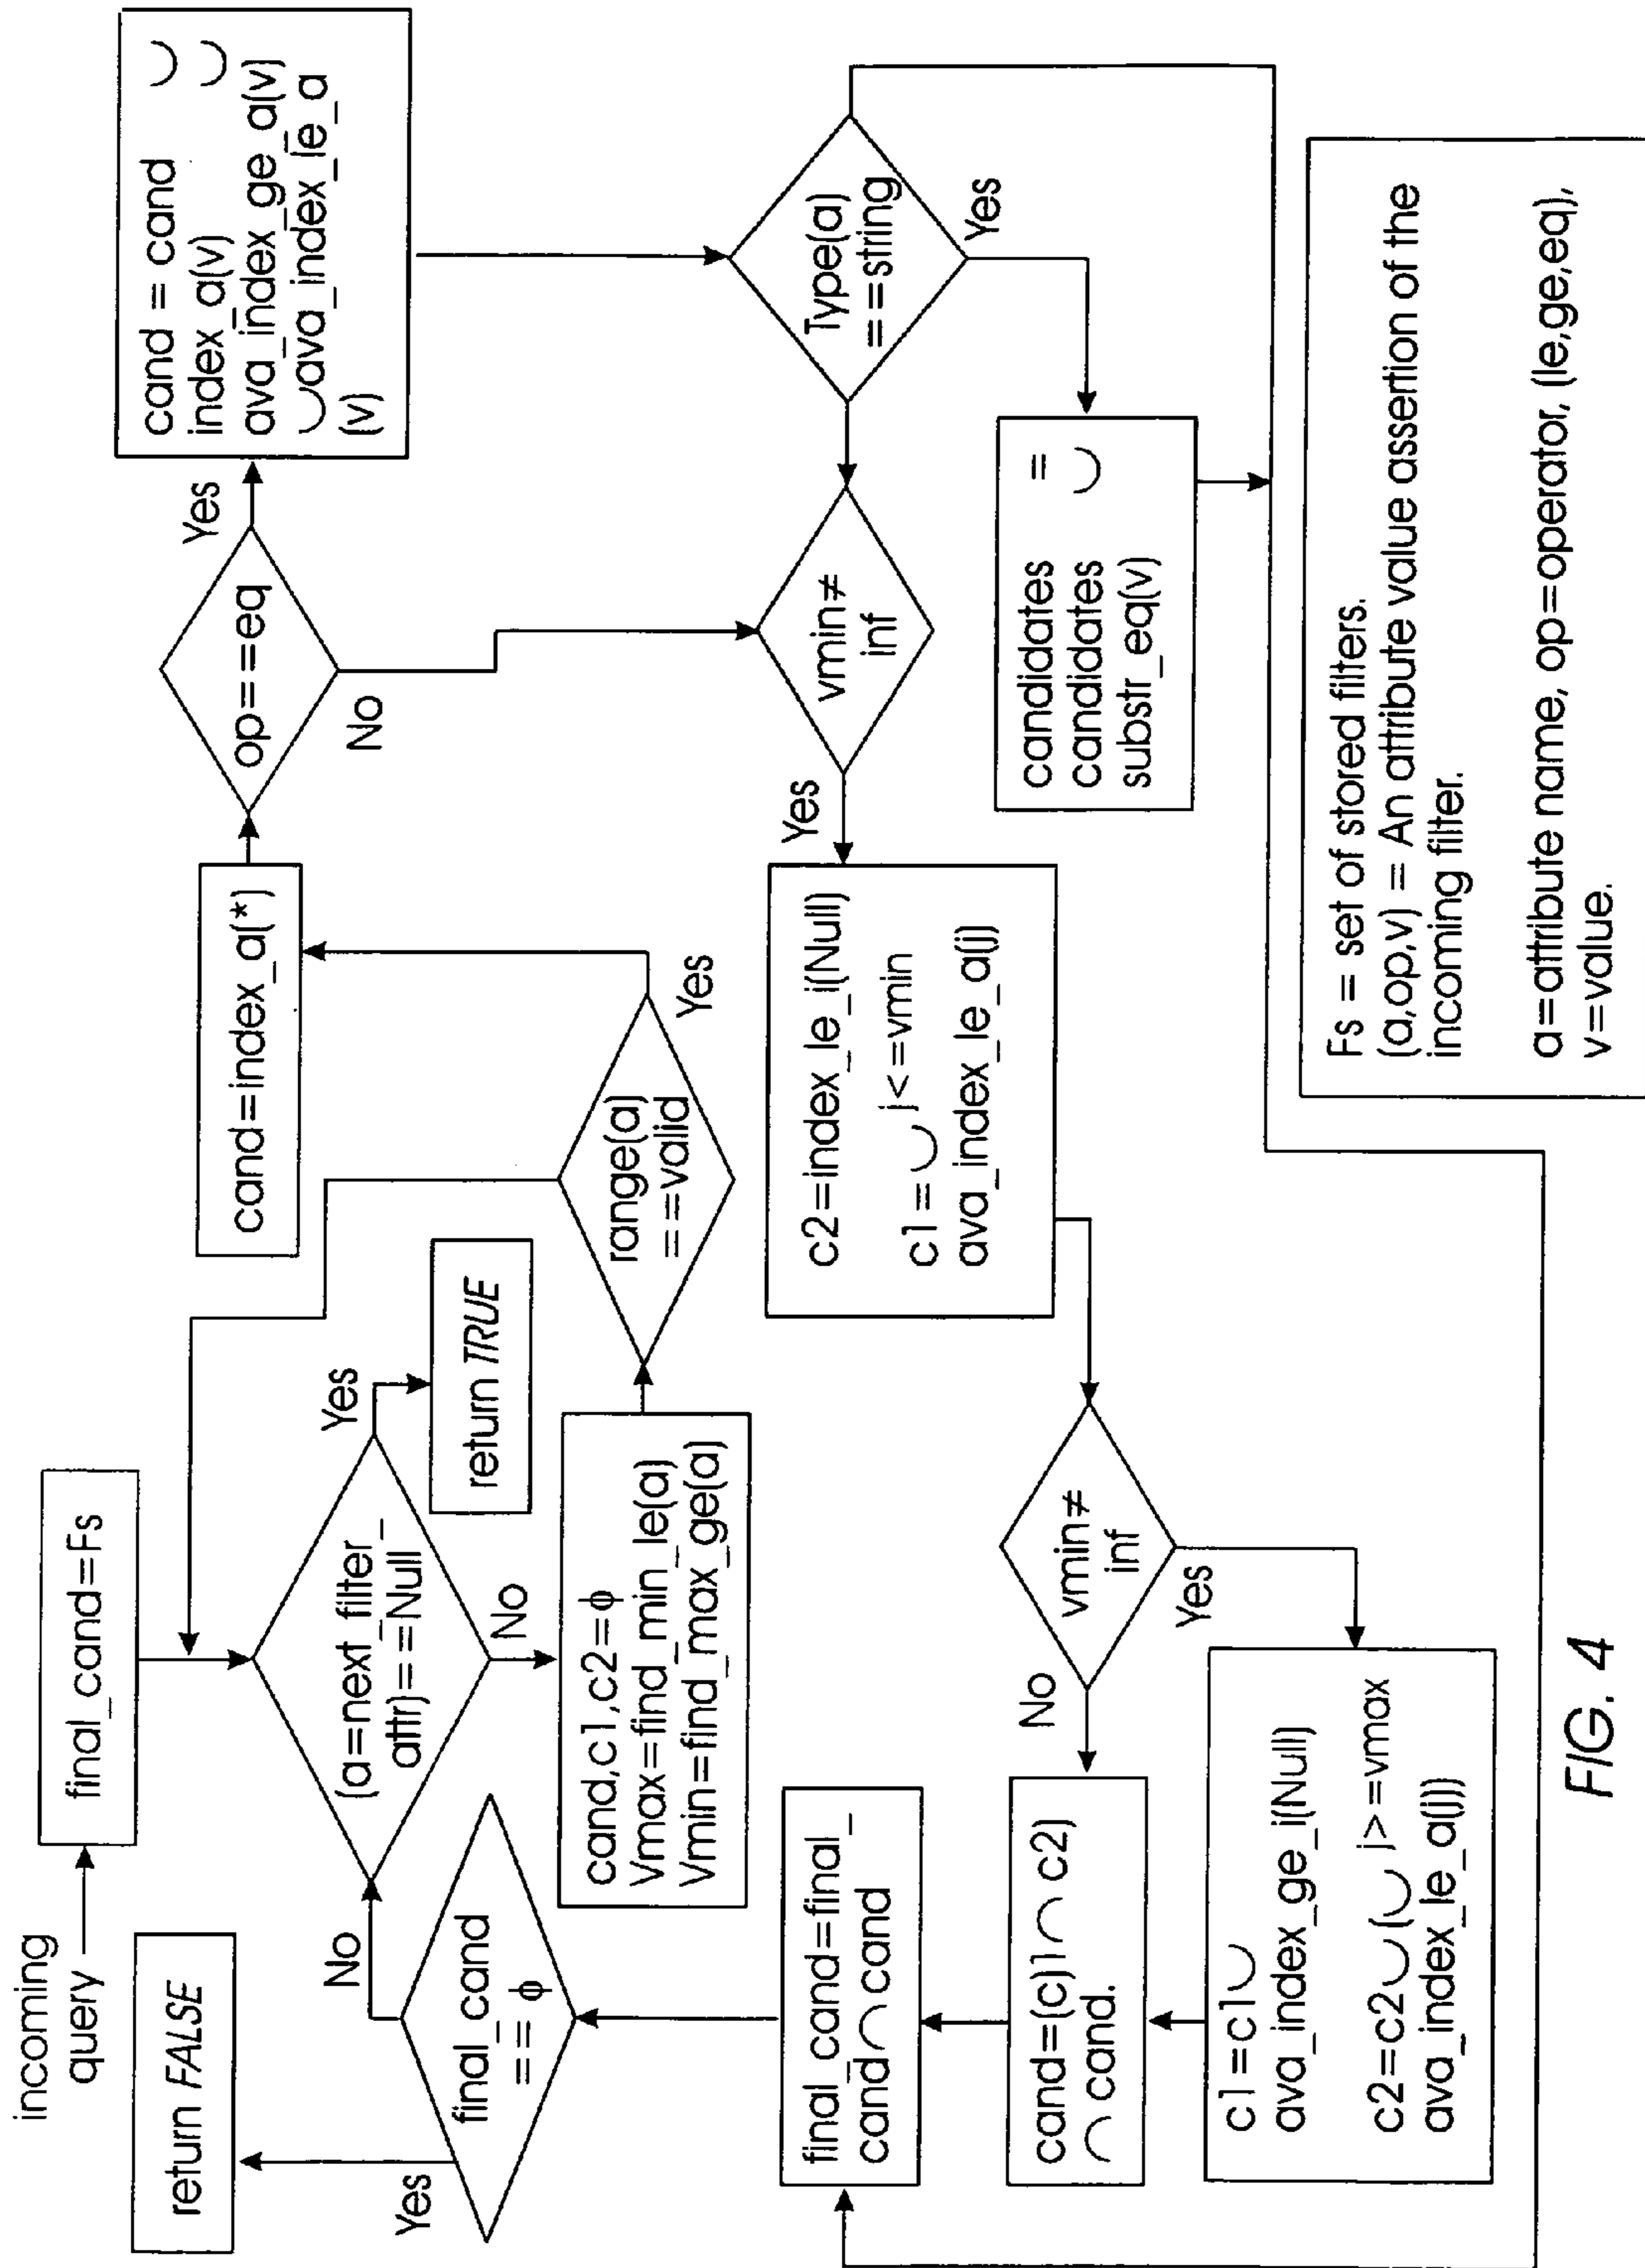 incoming
query
final_cand=Fs
return FALSE
Yes
final_cand
==ϕ
No
(a=next_filter_
attr)==Null
Yes
return TRUE
No
cand,c1,c2=ϕ
Vmax=find_min_le(a)
Vmin=find_max_ge(a)
range(a)
==valid
Yes
cand=index_a(*)
op==eq
Yes
No
cand = cand ∪
index_a(v) ∪
ava_index_ge_a(v)
∪ava_index_le_a
(v)
Type(a)
==string
Yes
vmin≠
inf
Yes
candidates =
candidates ∪
substr_eq(v)
c2=index_le_i(Null)
c1=∪ j<=vmin
ava_index_le_a(j)
vmin≠
inf
No
Yes
final_cand=final_
cand∩cand
cand=(c)1∩c2)
∩cand.
c1=c1∪
ava_index_ge_i(Null)
c2=c2∪(∪ j>=vmax
ava_index_le_a(j))
Fs = set of stored filters.
(a,op,v) = An attribute value assertion of the
incoming filter.
a=attribute name, op=operator, (le,ge,eq),
v=value.
FIG. 4